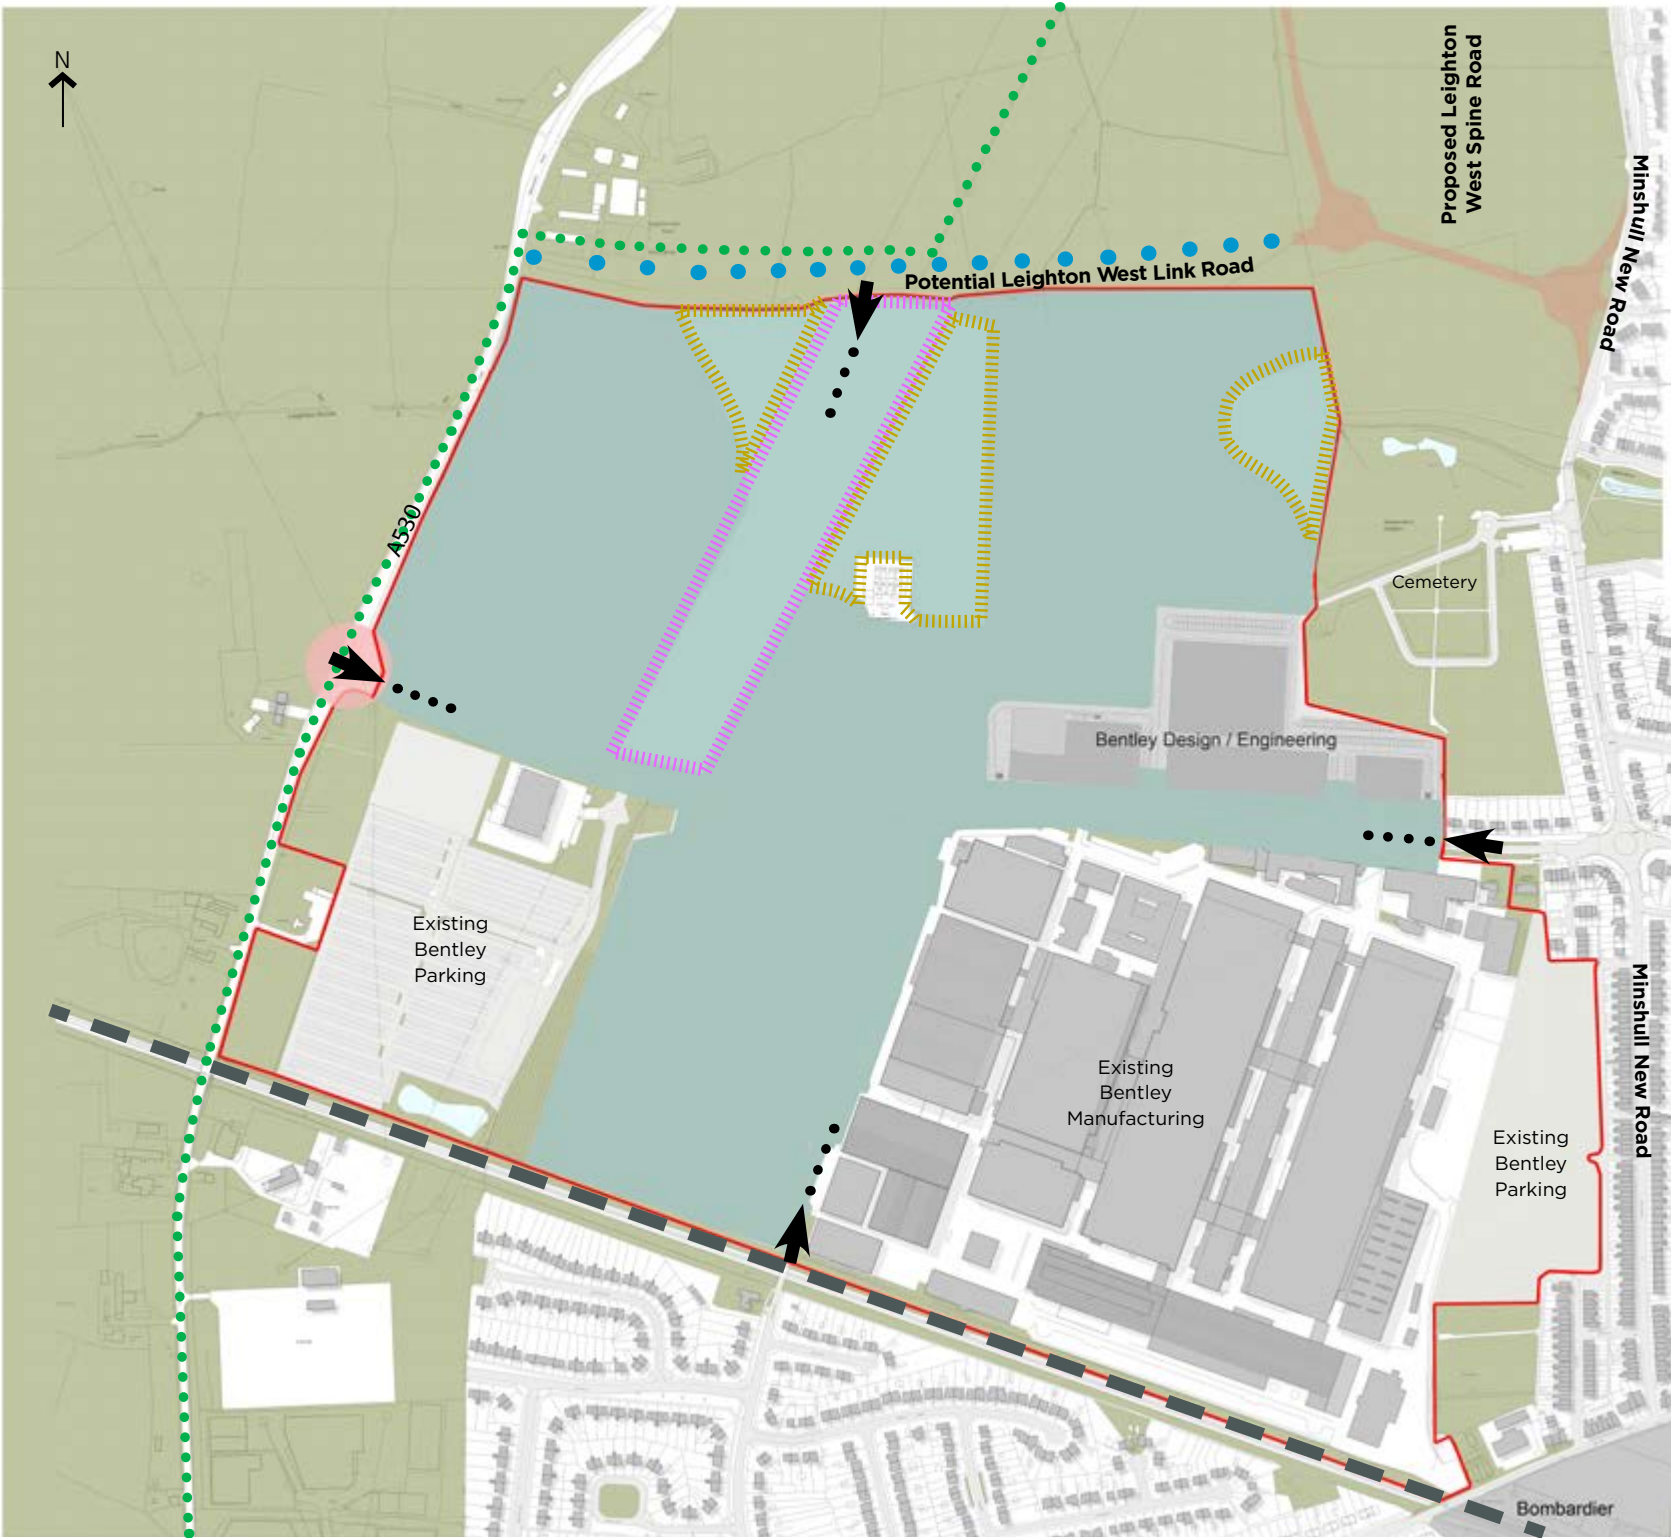 N
Proposed Leighton
West Spine Road
Minshull New Road
Potential Leighton West Link Road
A530
Cemetery
Bentley Design / Engineering
Existing
Bentley
Parking
Existing
Bentley
Manufacturing
Minshull New Road
Existing
Bentley
Parking
Bombardier